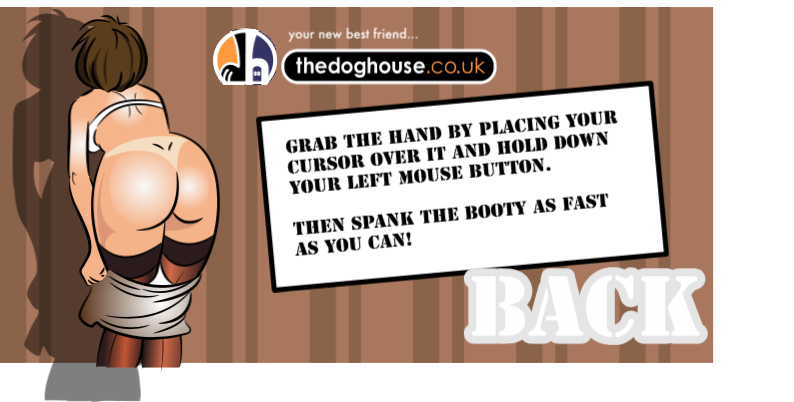 your new best friend...
thedoghouse.co.uk
GRAB THE HAND BY PLACING YOUR
CURSOR OVER IT AND HOLD DOWN
YOUR LEFT MOUSE BUTTON.
THEN SPANK THE BOOTY AS FAST
AS YOU CAN!
BACK